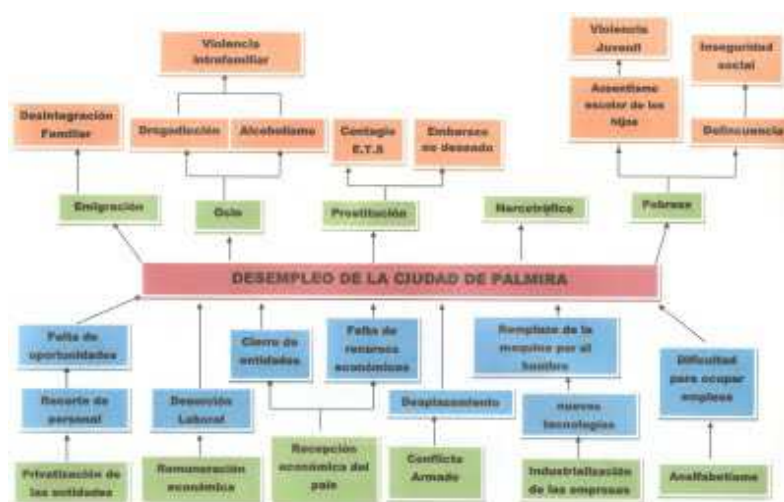 Violencia
Intrafamiliar
Violencia
Juvenil
Inseguridad
social
Desintegración
Familiar
Drogadicción
Alcoholismo
Contagio
E.T.S
Embarazo
no deseado
Ausentismo
escolar de los
hijos
Delincuencia
Emigración
Ocio
Prostitución
Narcotráfico
Pobreza
DESEMPLEO DE LA CIUDAD DE PALMIRA
Falta de
oportunidades
Cierre de
entidades
Falta de
recursos
económicos
Remplazo de la
maquina por el
hombre
Dificultad
para ocupar
empleos
Recorte de
personal
Deserción
Laboral
Desplazamiento
nuevas
tecnologías
Privatización de
las entidades
Remuneración
económica
Recepción
económica del
país
Conflicto
Armado
Industrialización
de las empresas
Analfabetismo